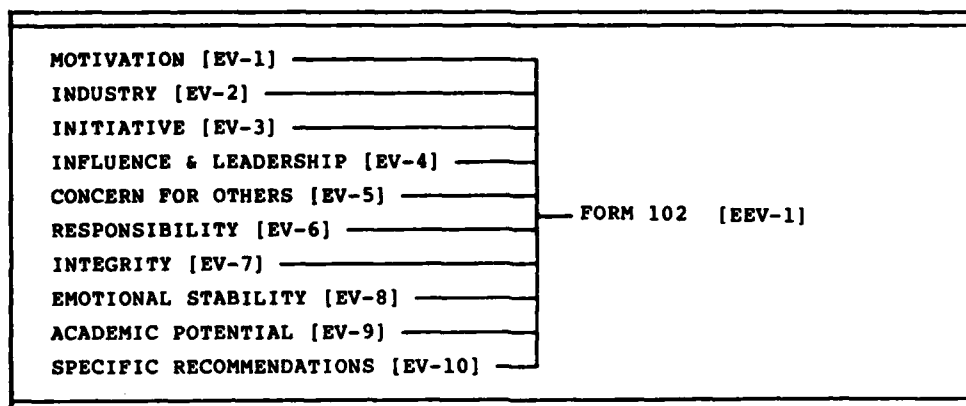 MOTIVATION [EV-1]
INDUSTRY [EV-2]
INITIATIVE [EV-3]
INFLUENCE & LEADERSHIP [EV-4]
CONCERN FOR OTHERS [EV-5]
FORM 102 [EEV-1]
RESPONSIBILITY [EV-6]
INTEGRITY [EV-7]
EMOTIONAL STABILITY [EV-8]
ACADEMIC POTENTIAL [EV-9]
SPECIFIC RECOMMENDATIONS [EV-10]